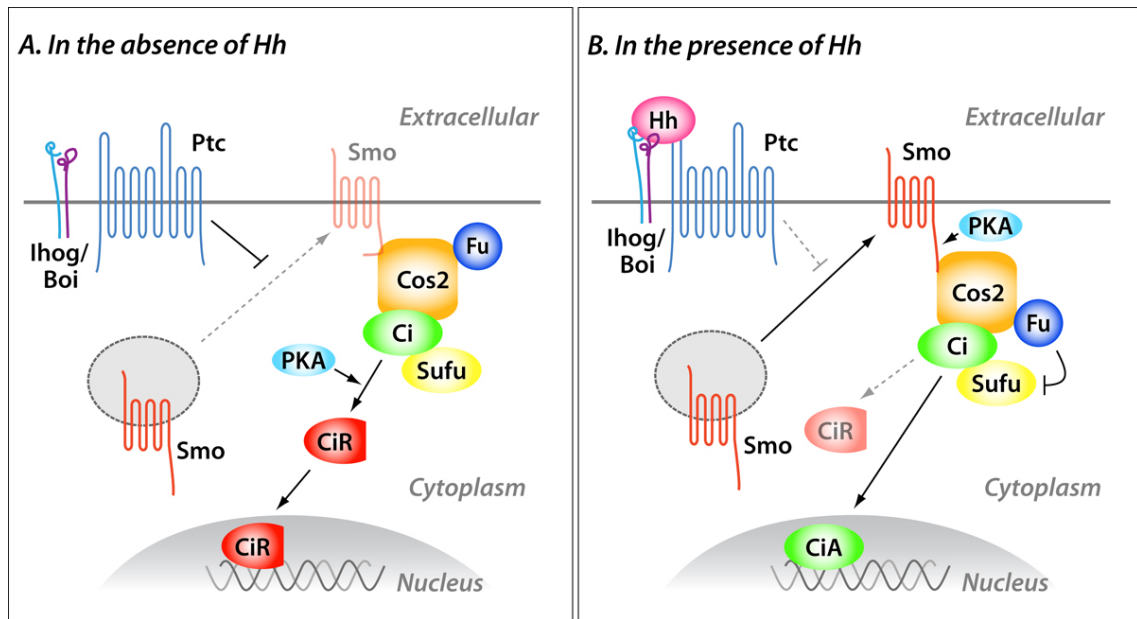 A. In the absence of Hh
Extracellular
Ptc
Smo
Ihog/
Boi
Fu
Cos2
Ci
PKA
Sufu
Smo
CiR
Cytoplasm
CiR
Nucleus
B. In the presence of Hh
Extracellular
Hh
Ptc
Smo
PKA
Ihog/
Boi
Cos2
Fu
Ci
Sufu
CiR
Smo
Cytoplasm
CiA
Nucleus